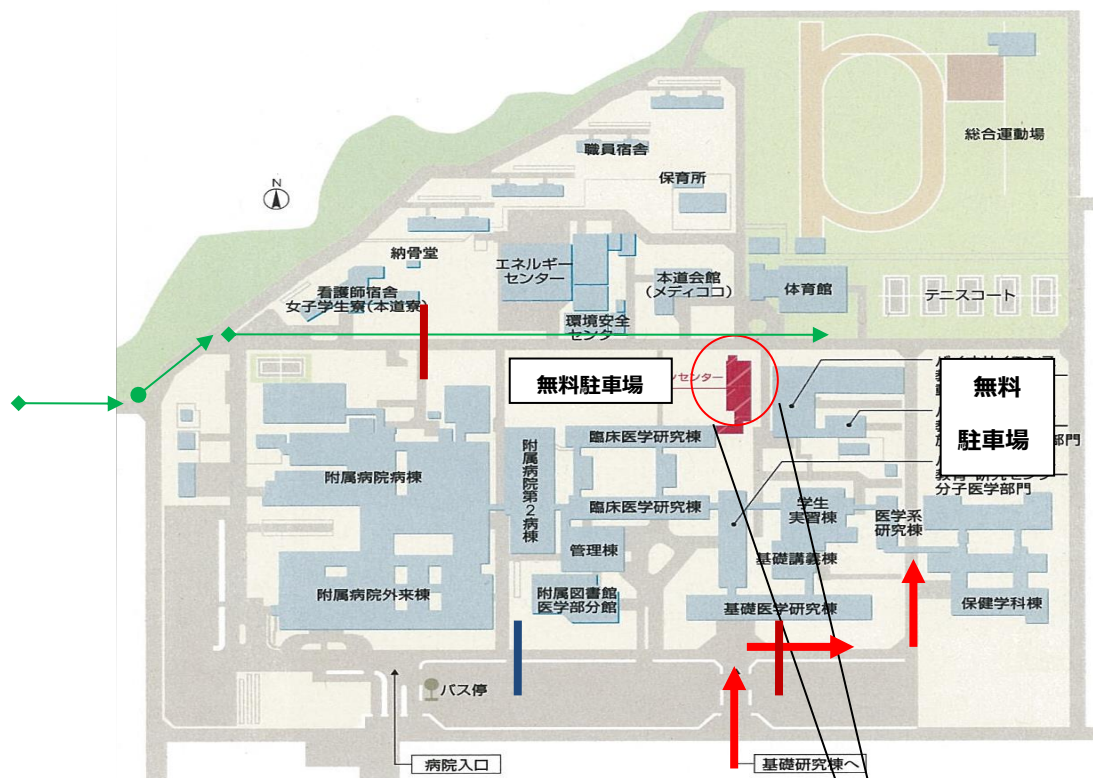 総合運動場
職員宿舎
保育所
N
納骨堂
エネルギー
センター
本道会館
(メディココ)
体育館
テニスコート
看護師宿舎
女子学生寮(本道寮)
環境安全
センター
無料駐車場
ンセンター
無料
駐車場
部門
分子医学部門
附属病院病棟
附属病院第2病棟
臨床医学研究棟
臨床医学研究棟
管理棟
学生
実習棟
医学系
研究棟
基礎講義棟
附属病院外来棟
附属図書館
医学部分館
基礎医学研究棟
保健学科棟
バス停
病院入口
基礎研究棟へ